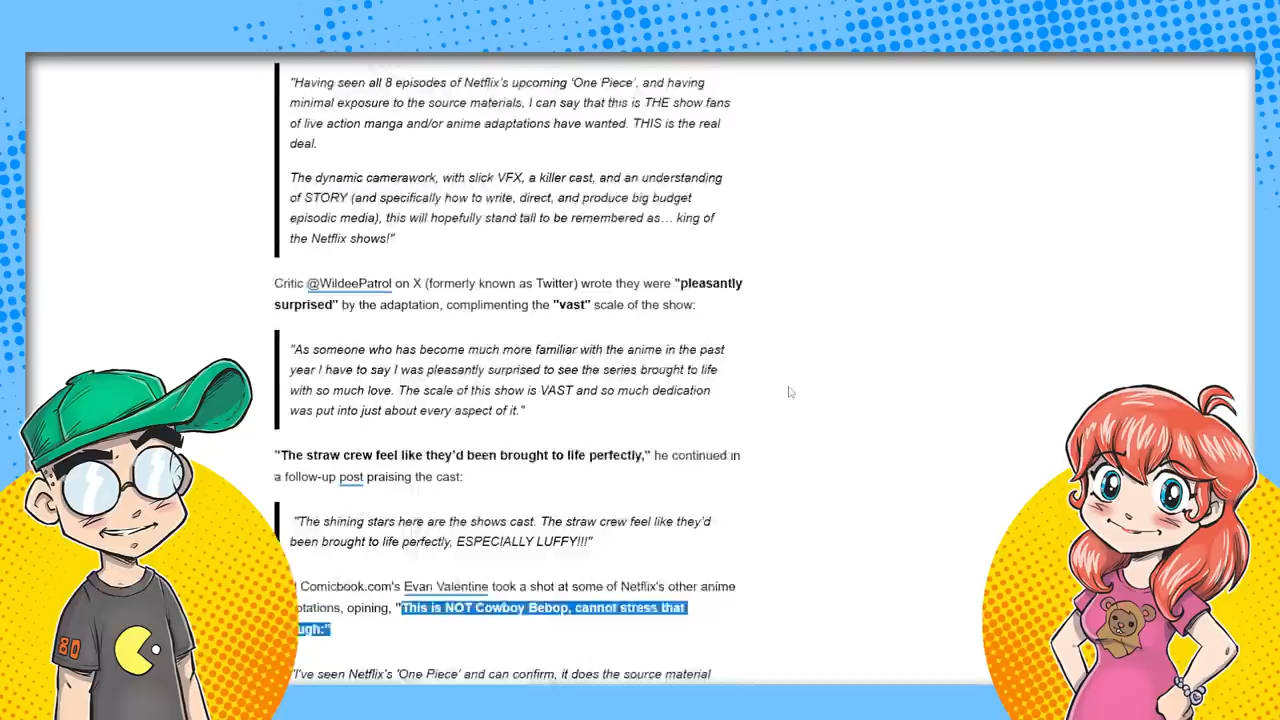 "Having seen all 8 episodes of Netflix's upcoming 'One Piece', and having
minimal exposure to the source materials, I can say that this is THE show fans
of live action manga and/or anime adaptations have wanted. THIS is the real
deal.
The dynamic camerawork, with slick VFX, a killer cast, and an understanding
of STORY (and specifically how to write, direct, and produce big budget
episodic media), this will hopefully stand tall to be remembered as… king of
the Netflix shows!"
Critic @WildeePatrol on X (formerly known as Twitter) wrote they were "pleasantly
surprised" by the adaptation, complimenting the "vast" scale of the show:
"As someone who has become much more familiar with the anime in the past
year I have to say I was pleasantly surprised to see the series brought to life
with so much love. The scale of this show is VAST and so much dedication
was put into just about every aspect of it."
"The straw crew feel like they'd been brought to life perfectly," he continued in
a follow-up post praising the cast:
"The shining stars here are the shows cast. The straw crew feel like they'd
been brought to life perfectly, ESPECIALLY LUFFY!!!"
Comicbook.com's Evan Valentine took a shot at some of Netflix's other anime
otations, opining, "This is NOT Cowboy Bebop, cannot stress that
ugh:"
"I've seen Netflix's 'One Piece' and can confirm, it does the source material
80